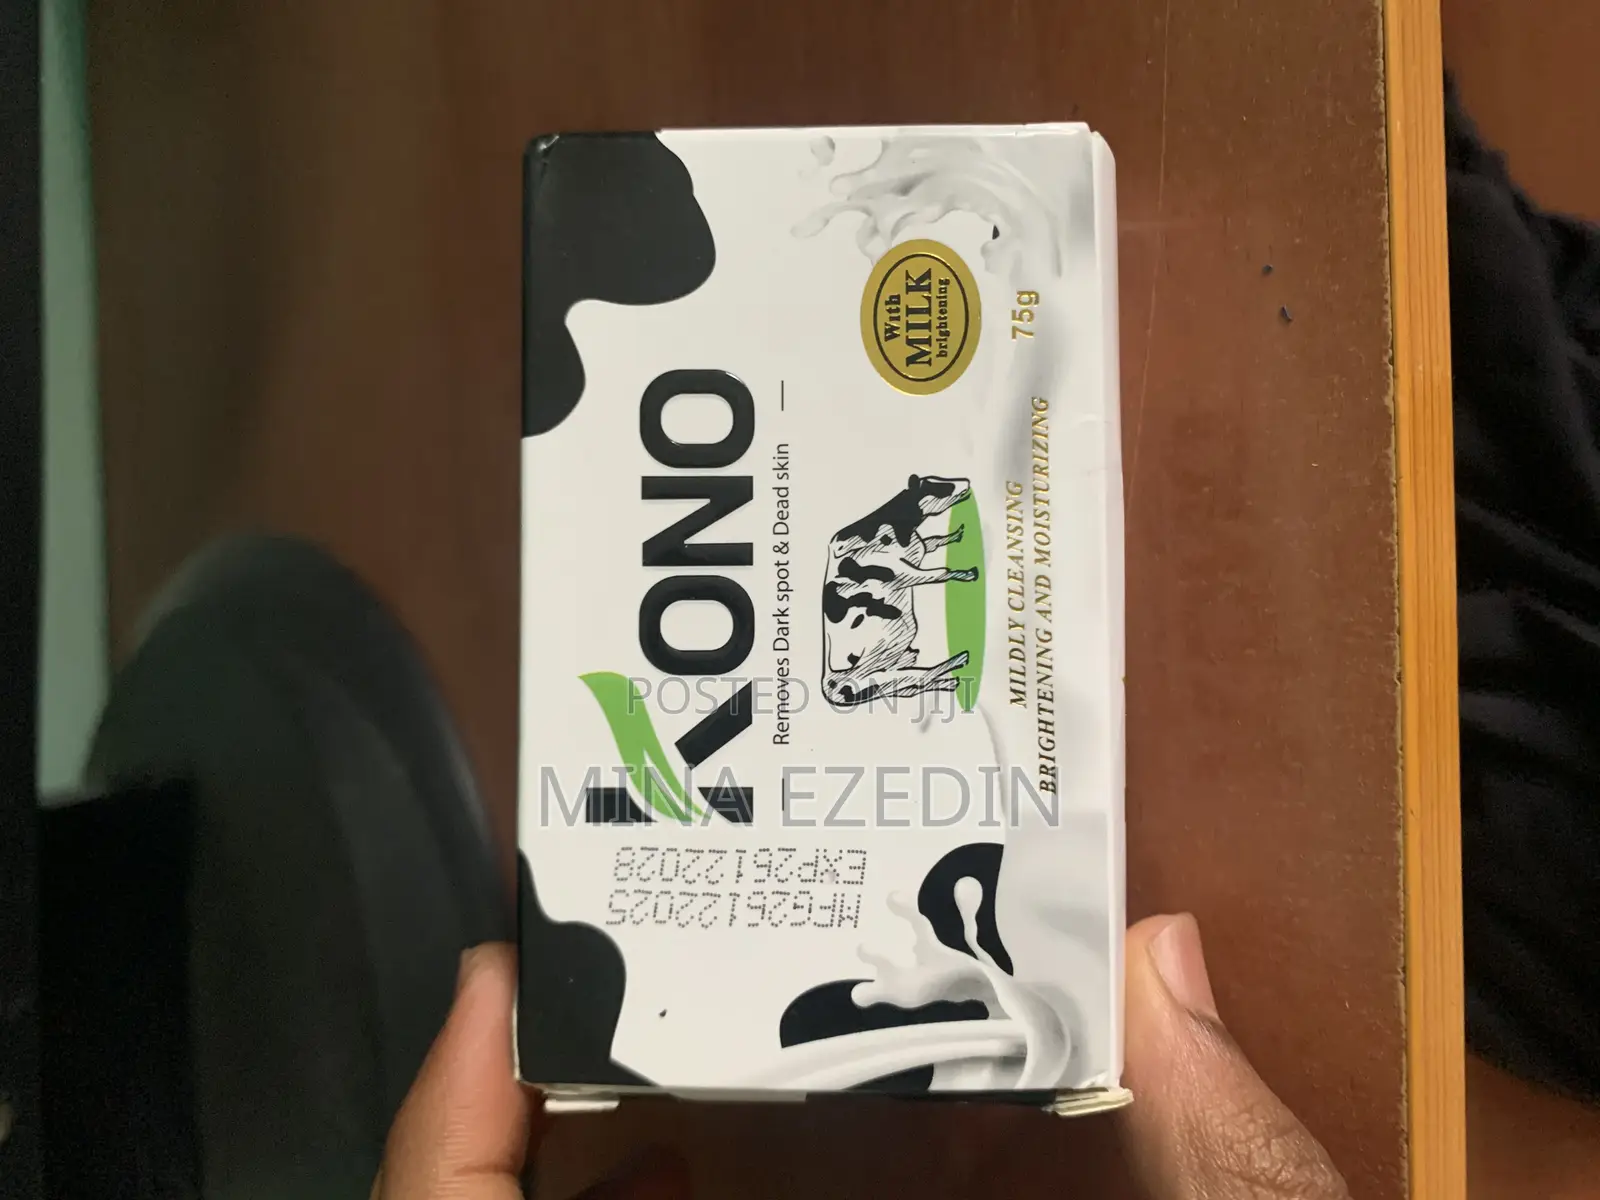 KONO
Removes Dark spot & Dead skin
With
MILK
brightening
MILDLY CLEANSING
BRIGHTENING AND MOISTURIZING
75g
MFG26122025
EXP26122028
POSTED ON JIJI
MINA EZEDIN